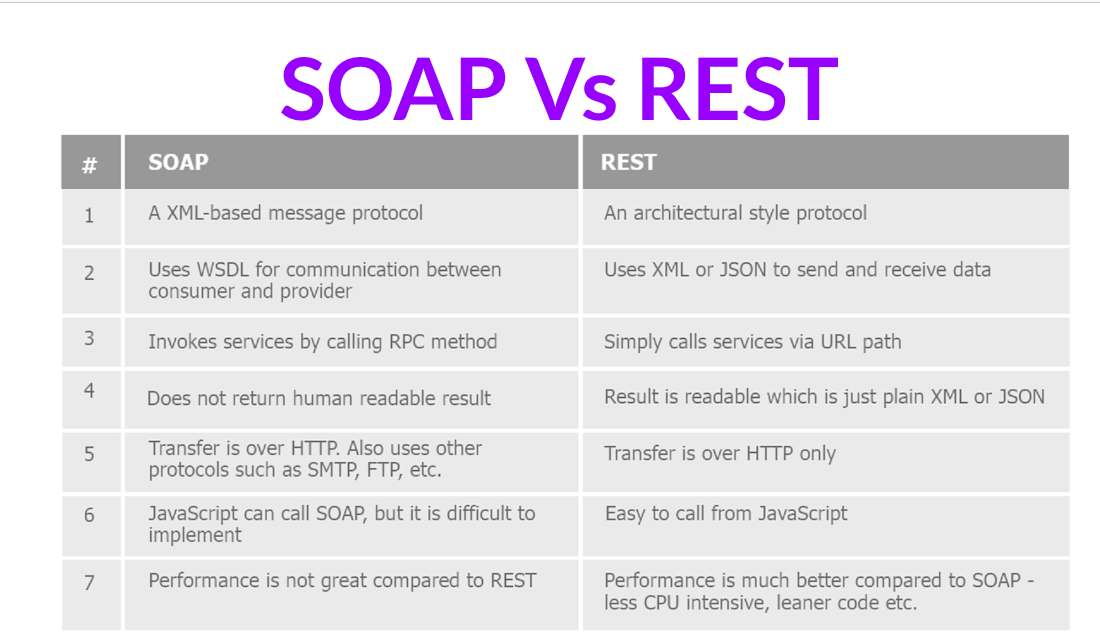 SOAP Vs REST
# SOAP REST
1 A XML-based message protocol An architectural style protocol
2 Uses WSDL for communication between Uses XML or JSON to send and receive data
consumer and provider
3 Invokes services by calling RPC method Simply calls services via URL path
4 Does not return human readable result Result is readable which is just plain XML or JSON
5 Transfer is over HTTP. Also uses other Transfer is over HTTP only
protocols such as SMTP, FTP, etc.
6 JavaScript can call SOAP, but it is difficult to Easy to call from JavaScript
implement
7 Performance is not great compared to REST Performance is much better compared to SOAP -
less CPU intensive, leaner code etc.